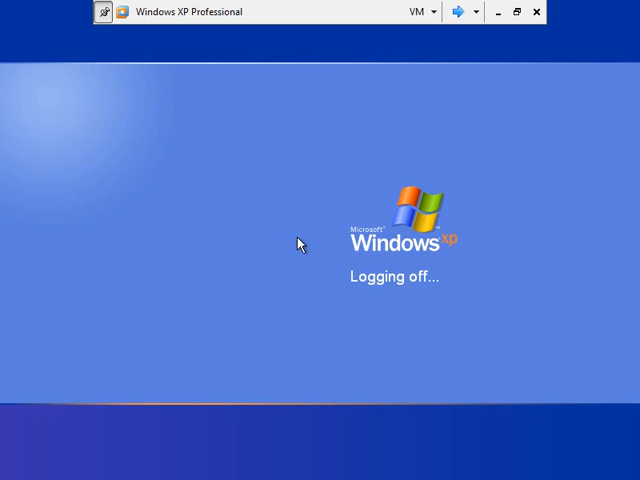 Windows XP Professional
VM
Microsoft®
Windows xp
Logging off...